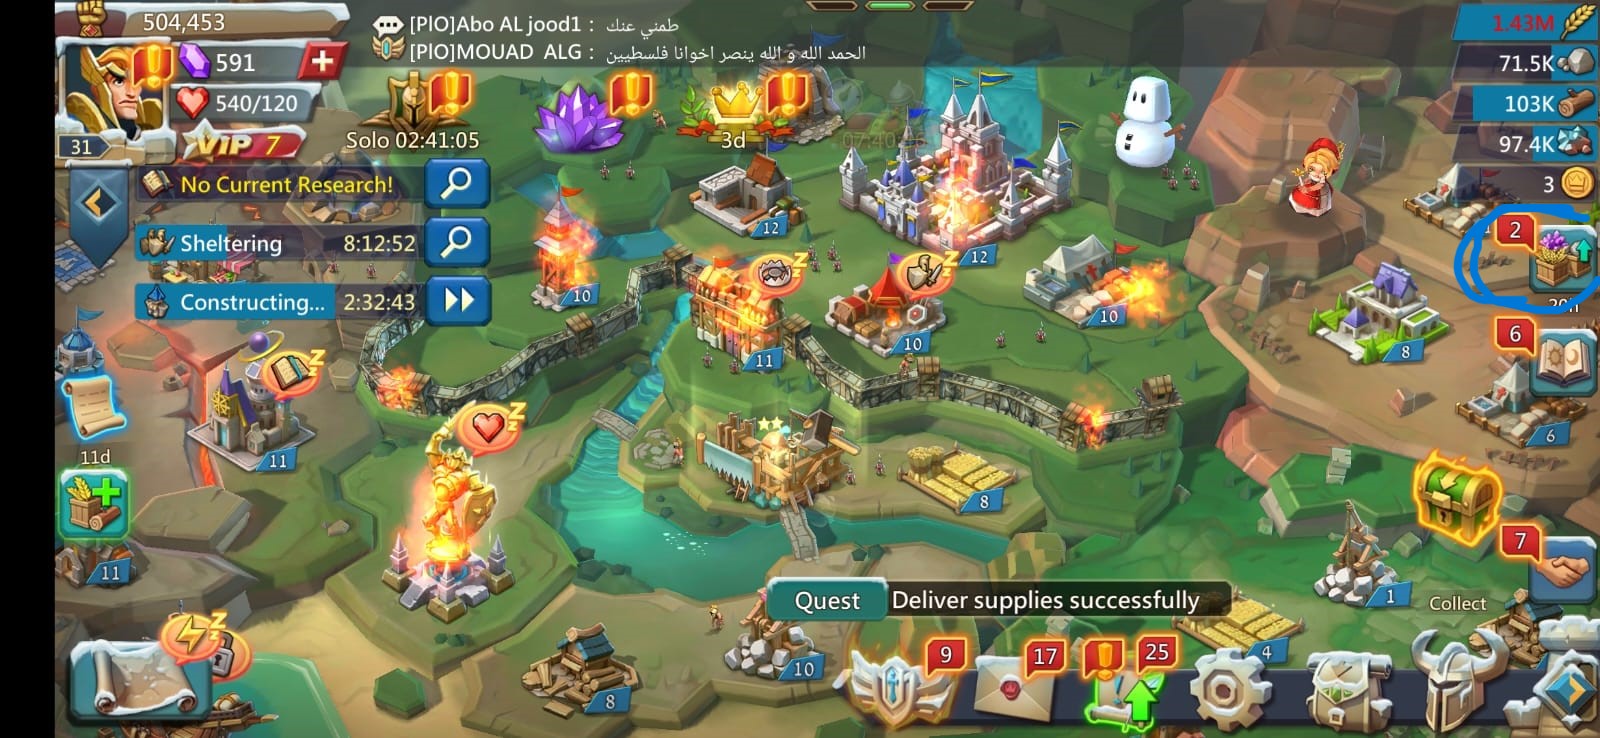 504,453
[PIO]Abo AL jood1 : طمني عنك
[PIO]MOUAD ALG : الحمد الله و الله ينصر اخوانا فلسطيين
1.43M
591
71.5K
540/120
103K
31
VIP 7
Solo 02:41:05
3d
97.4K
No Current Research!
3
Sheltering 8:12:52
2
Constructing... 2:32:43
12
12
10
10
11
10
8
6
11
6
11d
8
11
7
1
Collect
Quest
Deliver supplies successfully
10
8
4
9
17
25